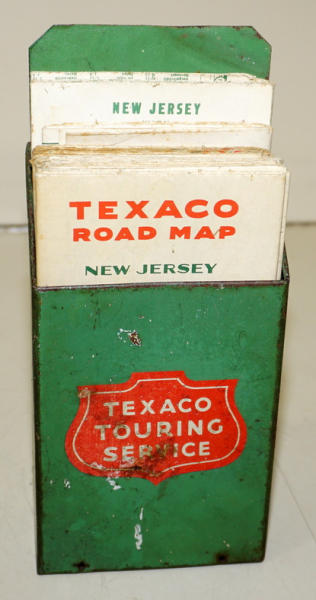 NEW JERSEY
TEXACO
ROAD MAP
NEW JERSEY
TEXACO
TOURING
SERVICE